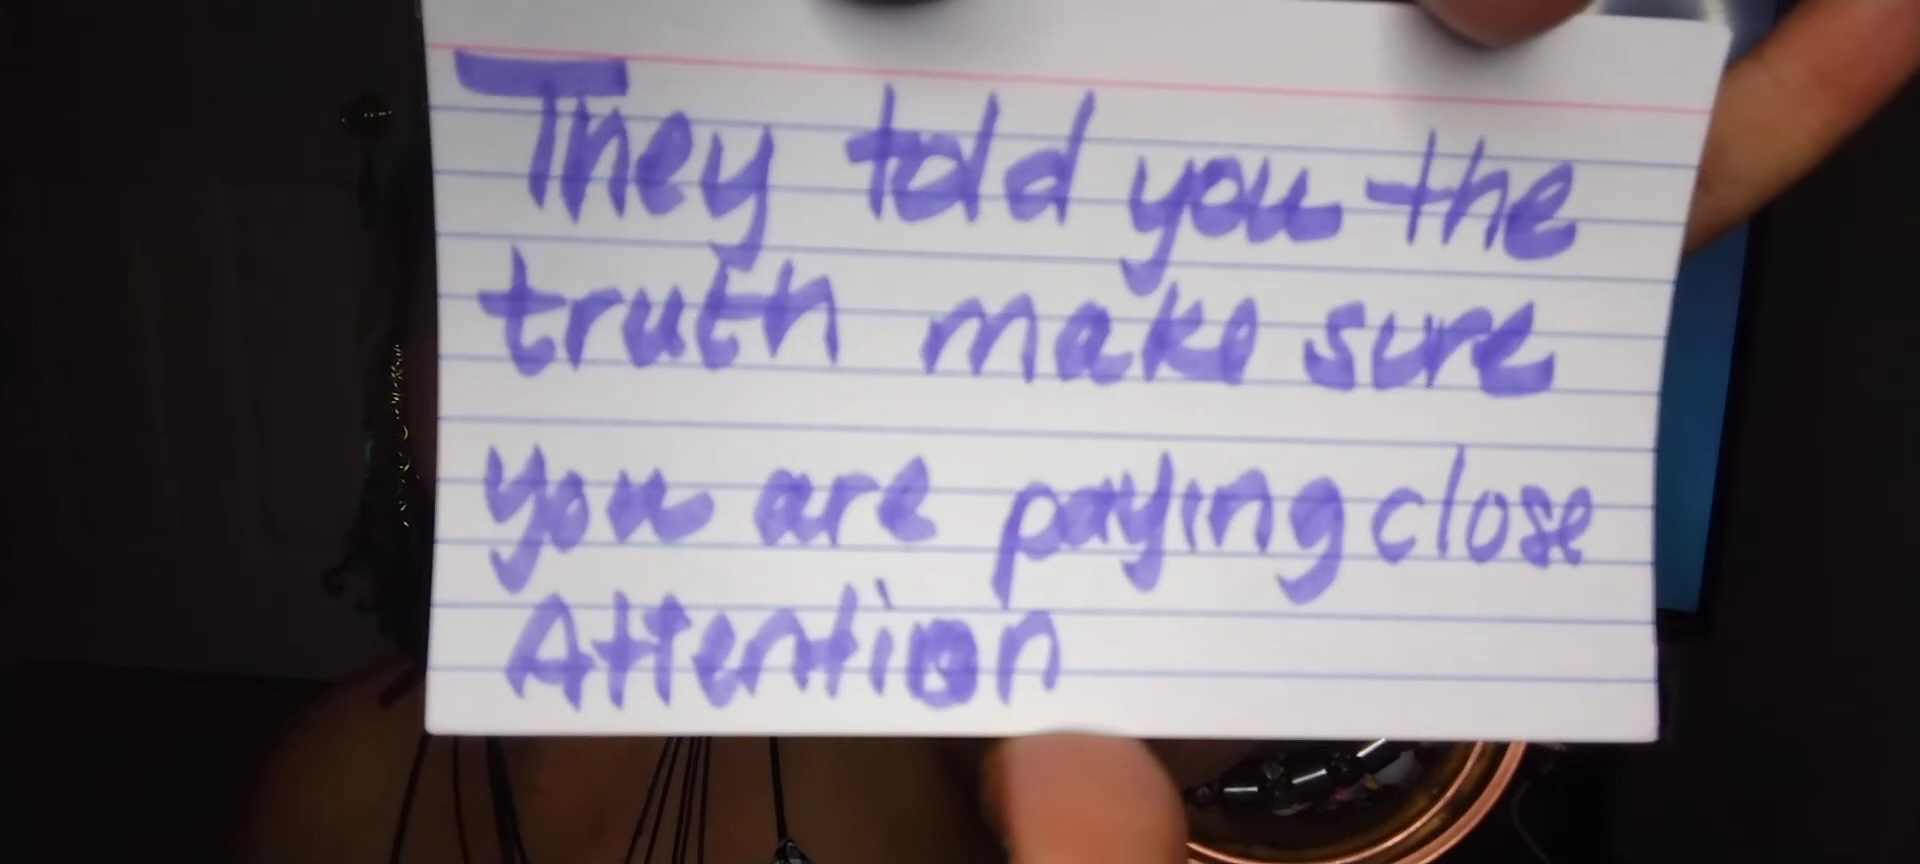 They told you the
truth make sure
you are paying close
Attention